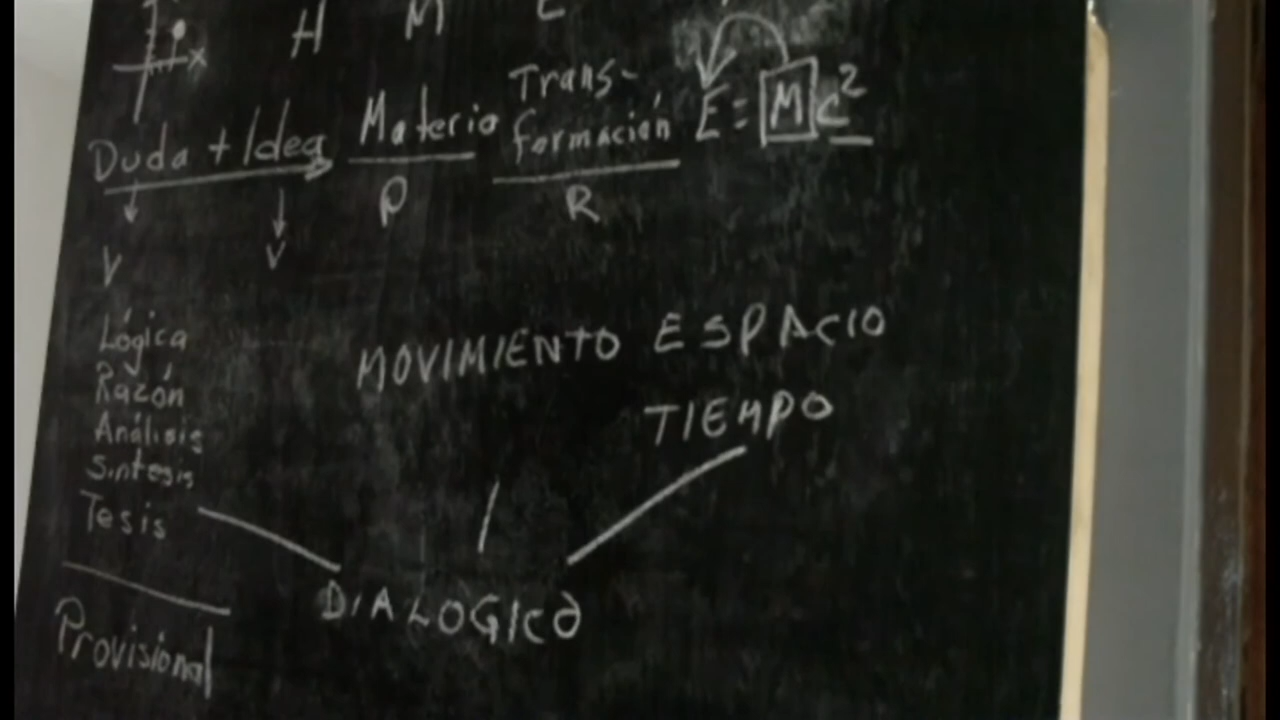 H M
X
Trans-
Duda + Idea Materia formación E = Mc²
P R
V V
Lógica
Razón
Análisis
Síntesis
Tesis
MOVIMIENTO ESPACIO
TIEMPO
DIALOGICO
Provisional